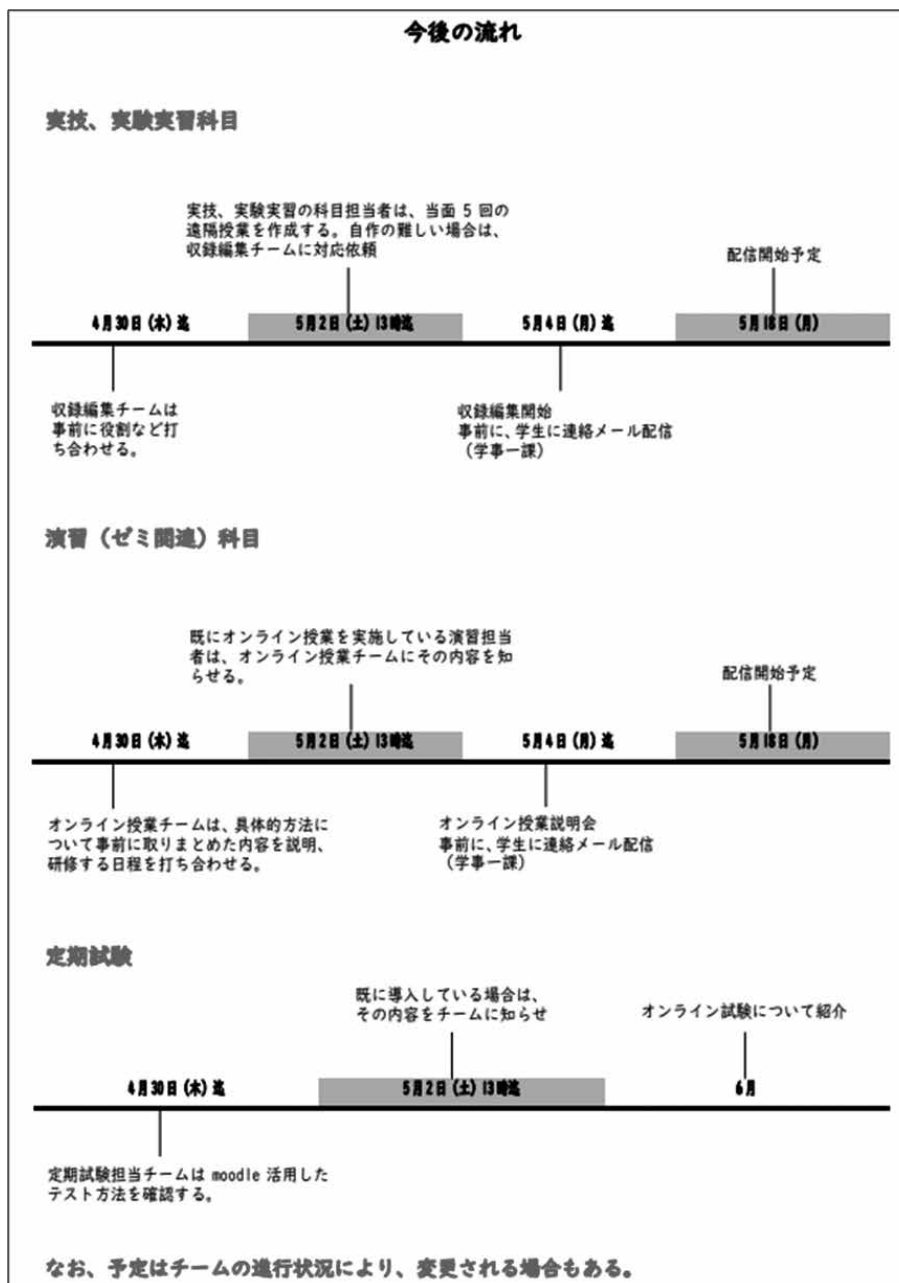 今後の流れ
実技、実験実習科目
実技、実験実習の科目担当者は、当面 5 回の
遠隔授業を作成する。自作の難しい場合は、
収録編集チームに対応依頼
配信開始予定
4月30日 (木) 迄
5月2日 (土) 13時迄
5月4日 (月) 迄
5月18日 (月)
収録編集チームは
事前に役割など打
ち合わせる。
収録編集開始
事前に、学生に連絡メール配信
（学事一課）
演習（ゼミ関連）科目
既にオンライン授業を実施している演習担当
者は、オンライン授業チームにその内容を知
らせる。
配信開始予定
4月30日 (木) 迄
5月2日 (土) 13時迄
5月4日 (月) 迄
5月18日 (月)
オンライン授業チームは、具体的方法に
ついて事前に取りまとめた内容を説明、
研修する日程を打ち合わせる。
オンライン授業説明会
事前に、学生に連絡メール配信
（学事一課）
定期試験
既に導入している場合は、
その内容をチームに知らせ
オンライン試験について紹介
4月30日 (木) 迄
5月2日 (土) 13時迄
6月
定期試験担当チームは moodle 活用した
テスト方法を確認する。
なお、予定はチームの進行状況により、変更される場合もある。